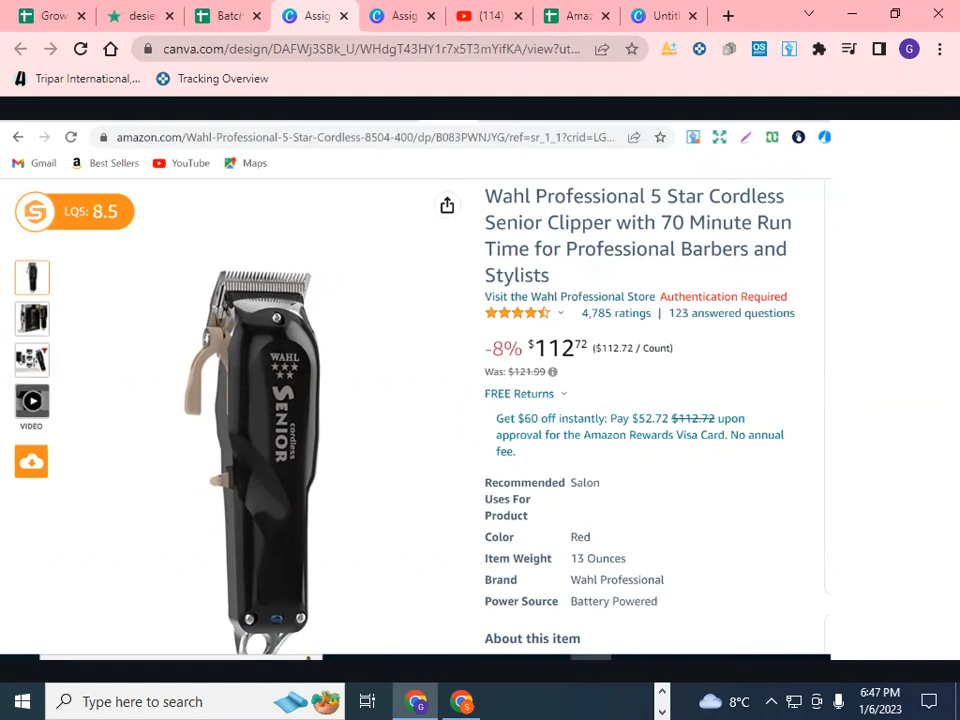 Grow
desie
Batch
Assig
Assig
(114)
Amaz
Untitl
canva.com/design/DAFWj3SBk_U/WHdgT43HY1r7x5T3mYifKA/view?ut...
OS
G
Tripar International,...
Tracking Overview
amazon.com/Wahl-Professional-5-Star-Cordless-8504-400/dp/B083PWNJYG/ref=sr_1_1?crid=LG...
Gmail
Best Sellers
YouTube
Maps
LQS: 8.5
Wahl Professional 5 Star Cordless
Senior Clipper with 70 Minute Run
Time for Professional Barbers and
Stylists
Visit the Wahl Professional Store Authentication Required
4,785 ratings | 123 answered questions
-8% $11272 ($112.72 / Count)
Was: $121.99
FREE Returns
Get $60 off instantly: Pay $52.72 $112.72 upon
approval for the Amazon Rewards Visa Card. No annual
fee.
Recommended Uses For Product Salon
Color Red
Item Weight 13 Ounces
Brand Wahl Professional
Power Source Battery Powered
About this item
WAHL
SENIOR
cordless
VIDEO
Type here to search
G
S
8°C
6:47 PM
1/6/2023